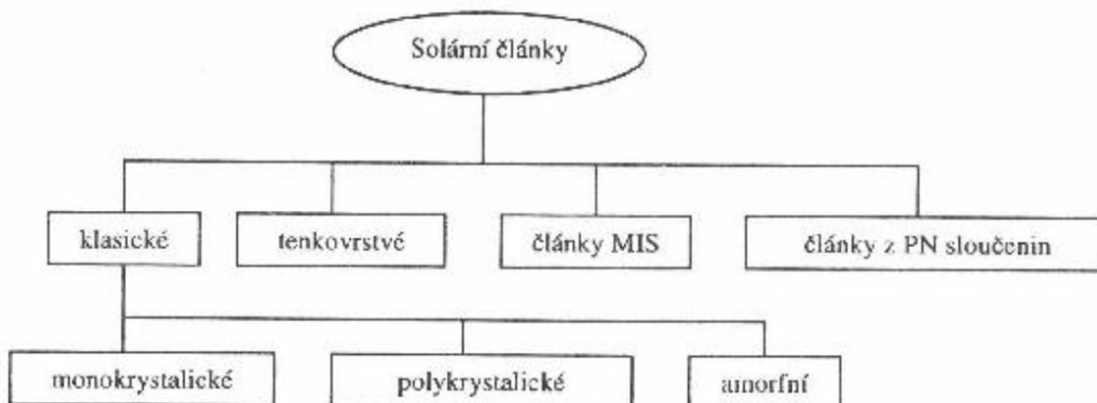 Solární články
klasické
tenkovrstvé
články MIS
články z PN sloučenin
monokrystalické
polykrystalické
amorfní